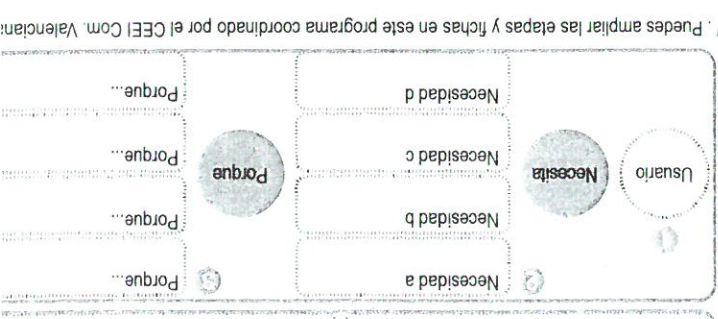 Usuario
Necesita
Necesidad a
Necesidad b
Necesidad c
Necesidad d
Porque
Porque...
Porque...
Porque...
Porque...
. Puedes ampliar las etapas y fichas en este programa coordinado por el CEEI Com.